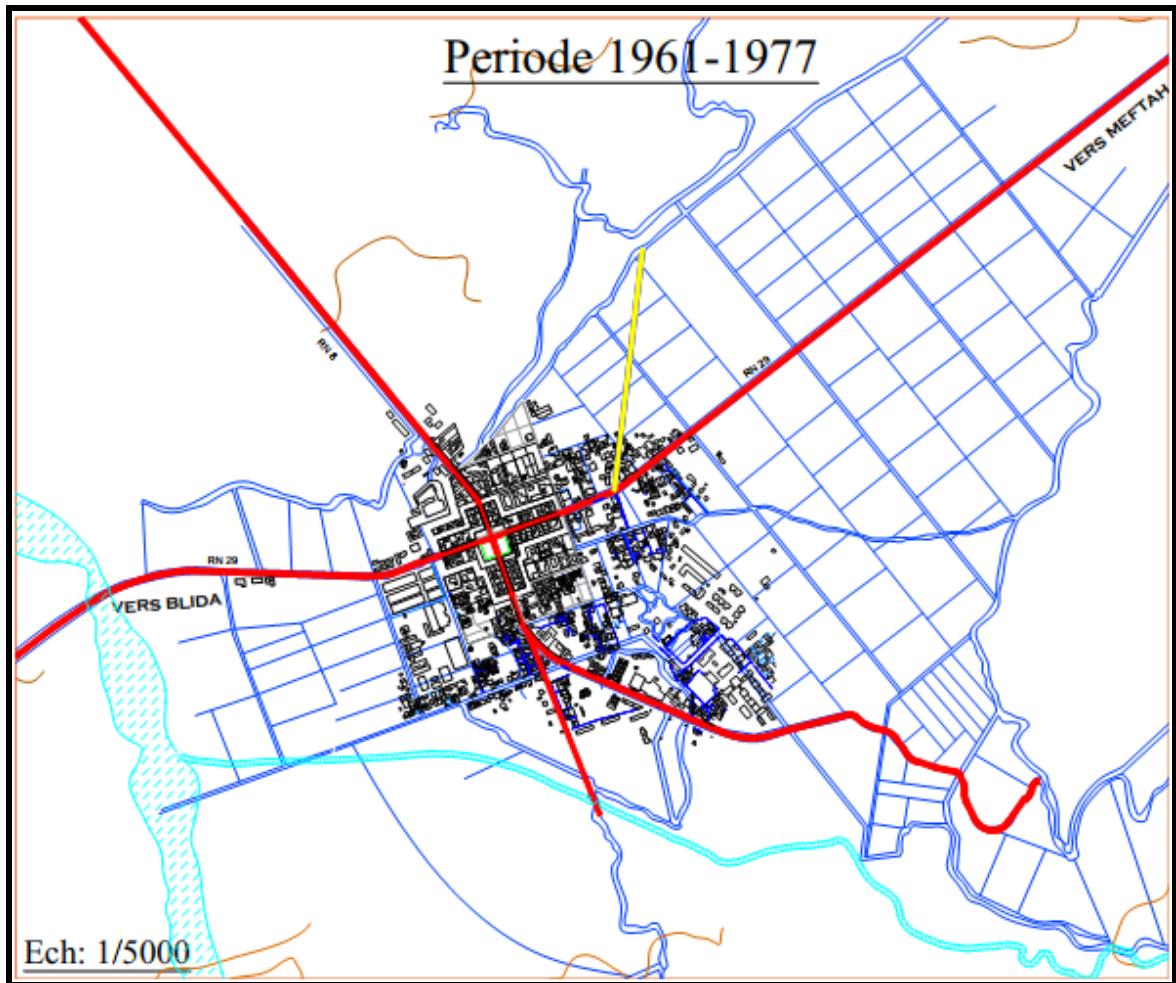 Periode 1961-1977
VERS MEFTAH
RN 8
RN 29
RN 29
VERS BLIDA
Ech: 1/5000